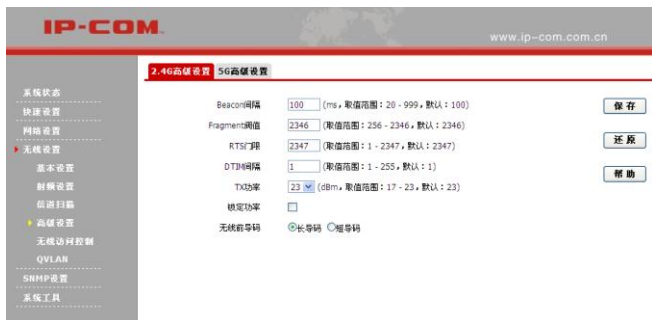 IP-COM
www.ip-com.com.cn
2.4G高级设置 5G高级设置
系统状态
快速设置
网络设置
无线设置
基本设置
射频设置
信道扫描
高级设置
无线访问控制
QVLAN
SNMP设置
系统工具
Beacon间隔 100 (ms，取值范围：20 - 999，默认：100)
Fragment阈值 2346 (取值范围：256 - 2346，默认：2346)
RTS门限 2347 (取值范围：1 - 2347，默认：2347)
DTIM间隔 1 (取值范围：1 - 255，默认：1)
TX功率 23 (dBm，取值范围：17 - 23，默认：23)
锁定功率
无线前导码 长导码 短导码
保存
还原
帮助